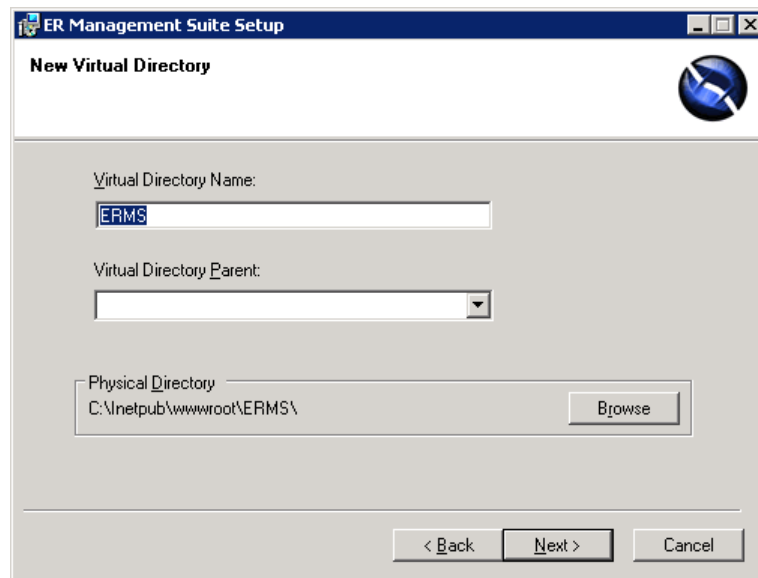 ER Management Suite Setup
New Virtual Directory
Virtual Directory Name:
ERMS
Virtual Directory Parent:
Physical Directory
C:\Inetpub\wwwroot\ERMS\
Browse
< Back
Next >
Cancel